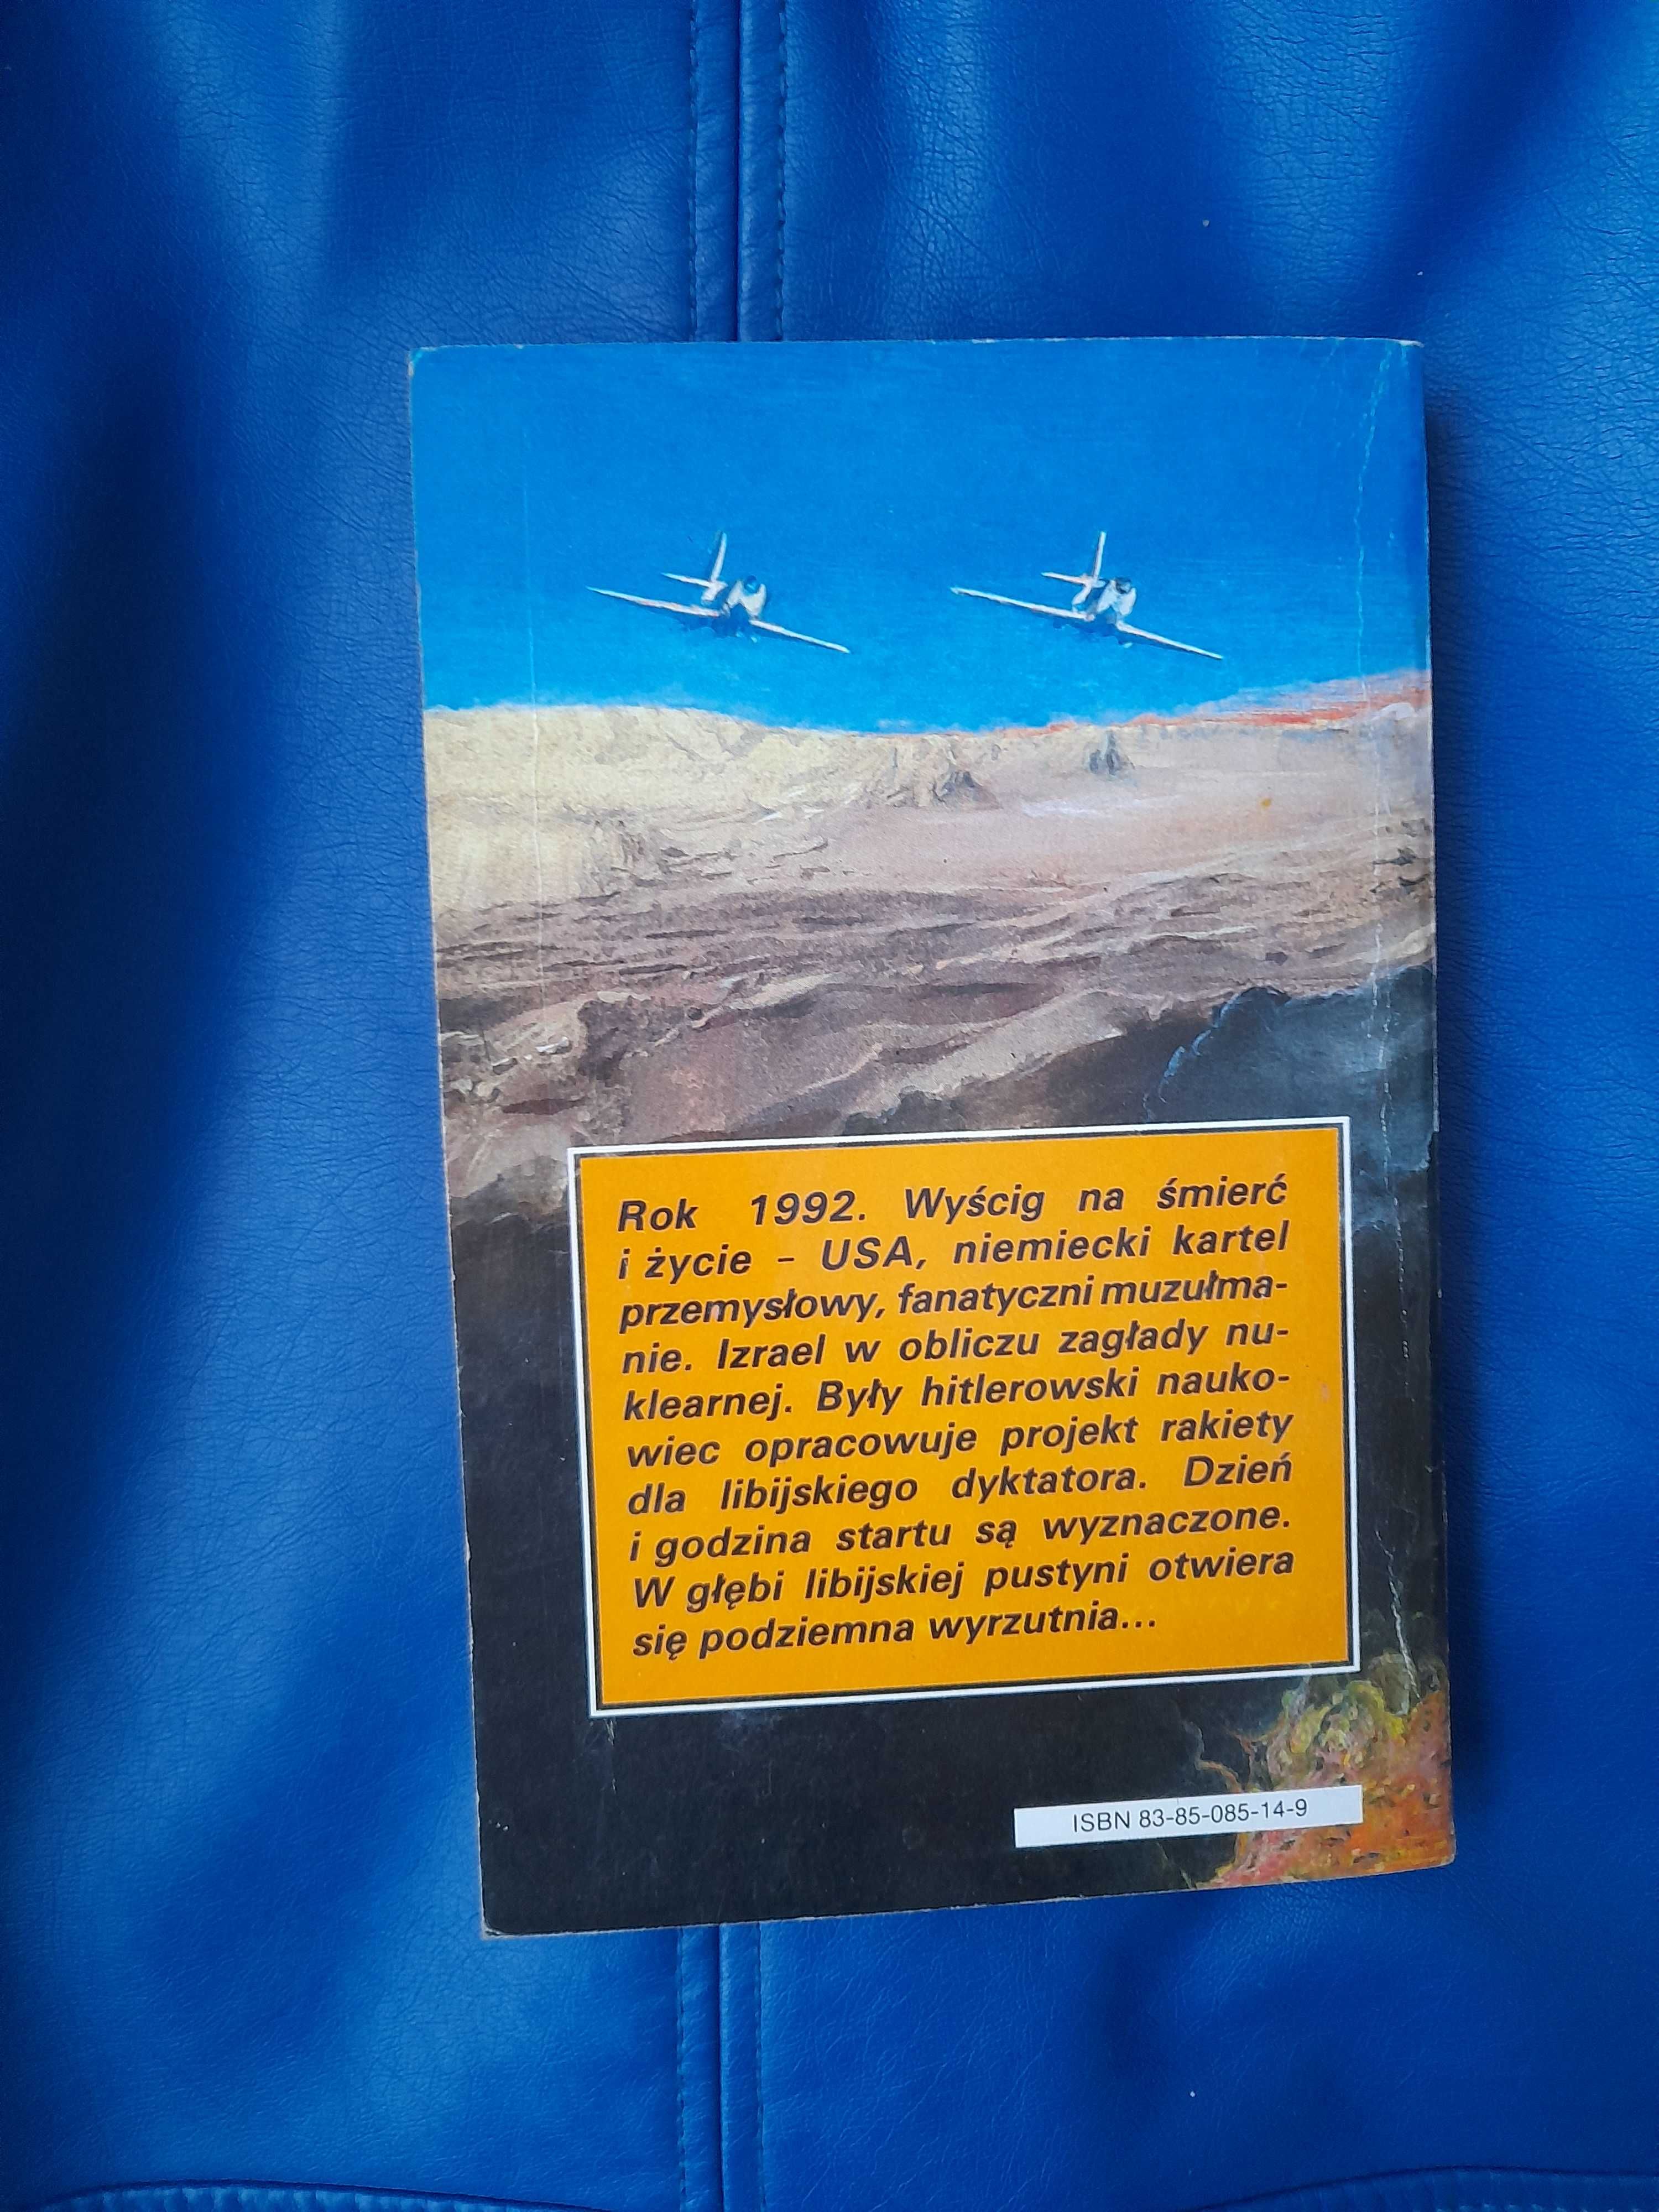 Rok 1992. Wyścig na śmierć
i życie – USA, niemiecki kartel
przemysłowy, fanatyczni muzułma-
nie. Izrael w obliczu zagłady nu-
klearnej. Były hitlerowski nauko-
wiec opracowuje projekt rakiety
dla libijskiego dyktatora. Dzień
i godzina startu są wyznaczone.
W głębi libijskiej pustyni otwiera
się podziemna wyrzutnia...
ISBN 83-85-085-14-9